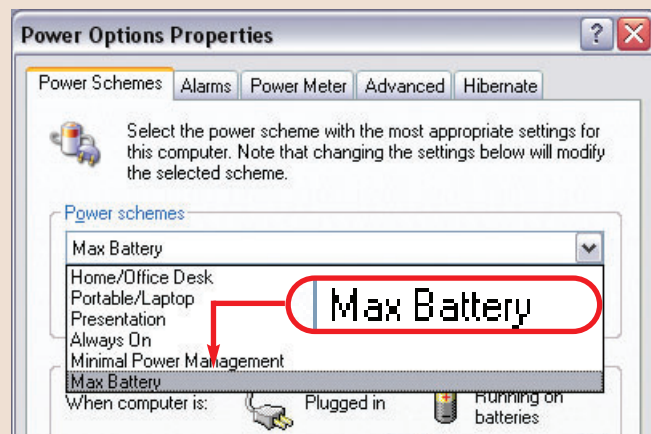 Power Options Properties
Power Schemes Alarms Power Meter Advanced Hibernate
Select the power scheme with the most appropriate settings for
this computer. Note that changing the settings below will modify
the selected scheme.
Power schemes
Max Battery
Home/Office Desk
Portable/Laptop
Presentation
Always On
Minimal Power Management
Max Battery
Max Battery
When computer is: Plugged in Running on
batteries